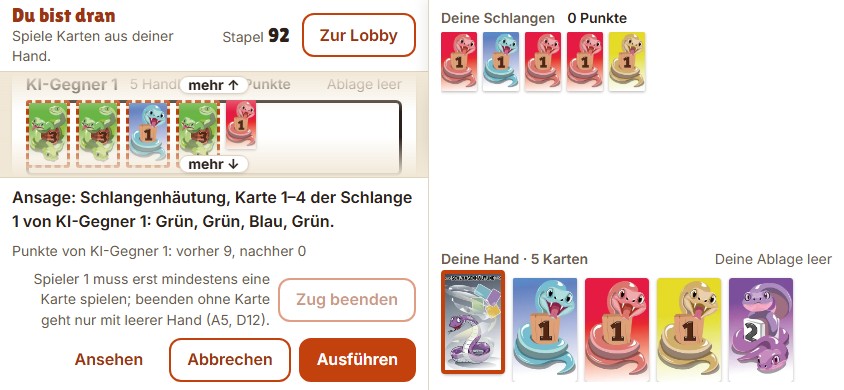 Du bist dran
Spiele Karten aus deiner
Hand.
Stapel 92
Zur Lobby
KI-Gegner 1
mehr ↑
Ablage leer
3
3
1
3
1
mehr ↓
Ansage: Schlangenhäutung, Karte 1–4 der Schlange
1 von KI-Gegner 1: Grün, Grün, Blau, Grün.
Punkte von KI-Gegner 1: vorher 9, nachher 0
Spieler 1 muss erst mindestens eine
Karte spielen; beenden ohne Karte
geht nur mit leerer Hand (A5, D12).
Zug beenden
Ansehen
Abbrechen
Ausführen
Deine Schlangen 0 Punkte
1
1
1
1
1
Deine Hand · 5 Karten
Deine Ablage leer
1
1
1
2